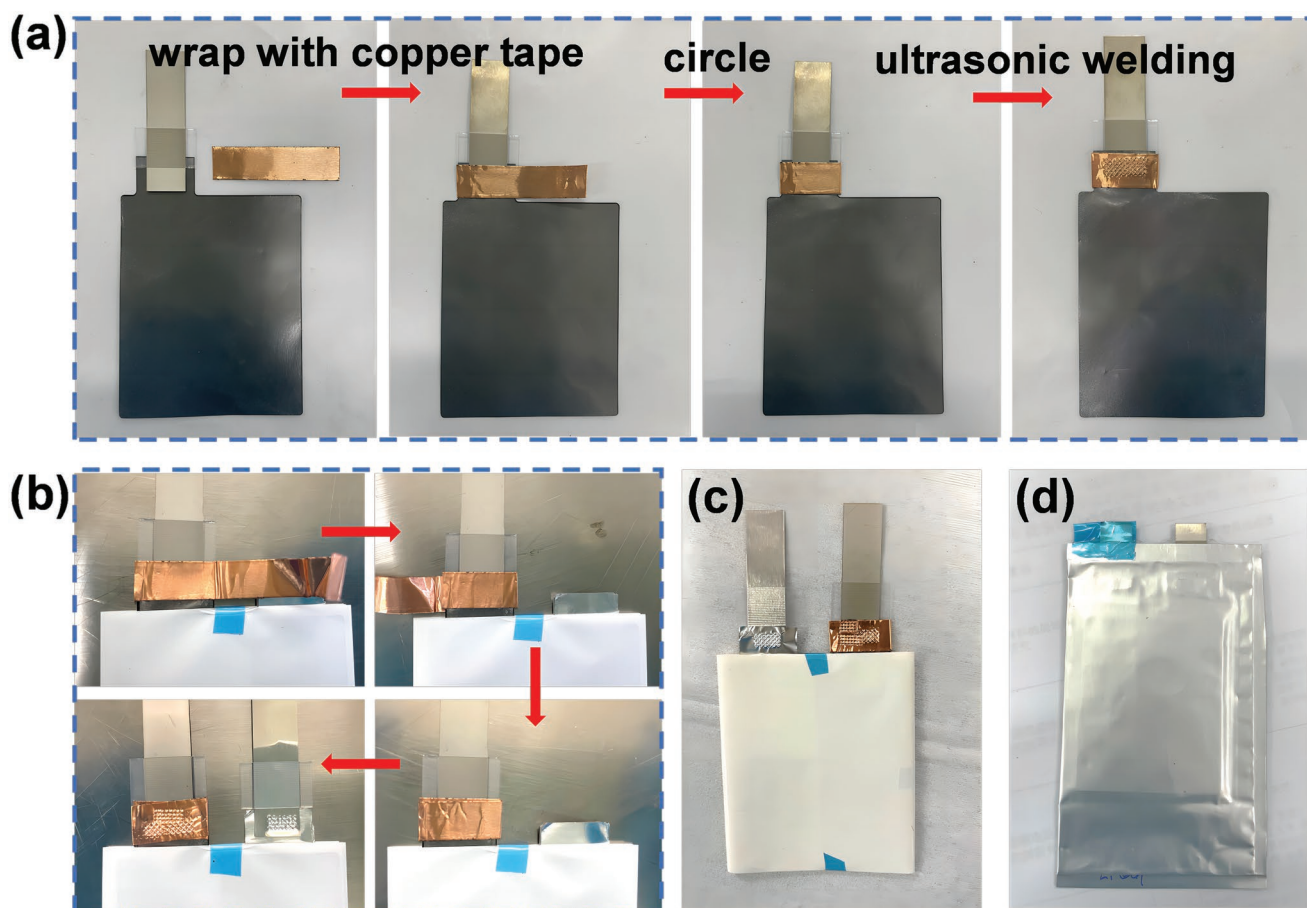 (a)
wrap with copper tape
circle
ultrasonic welding
(b)
(c)
(d)